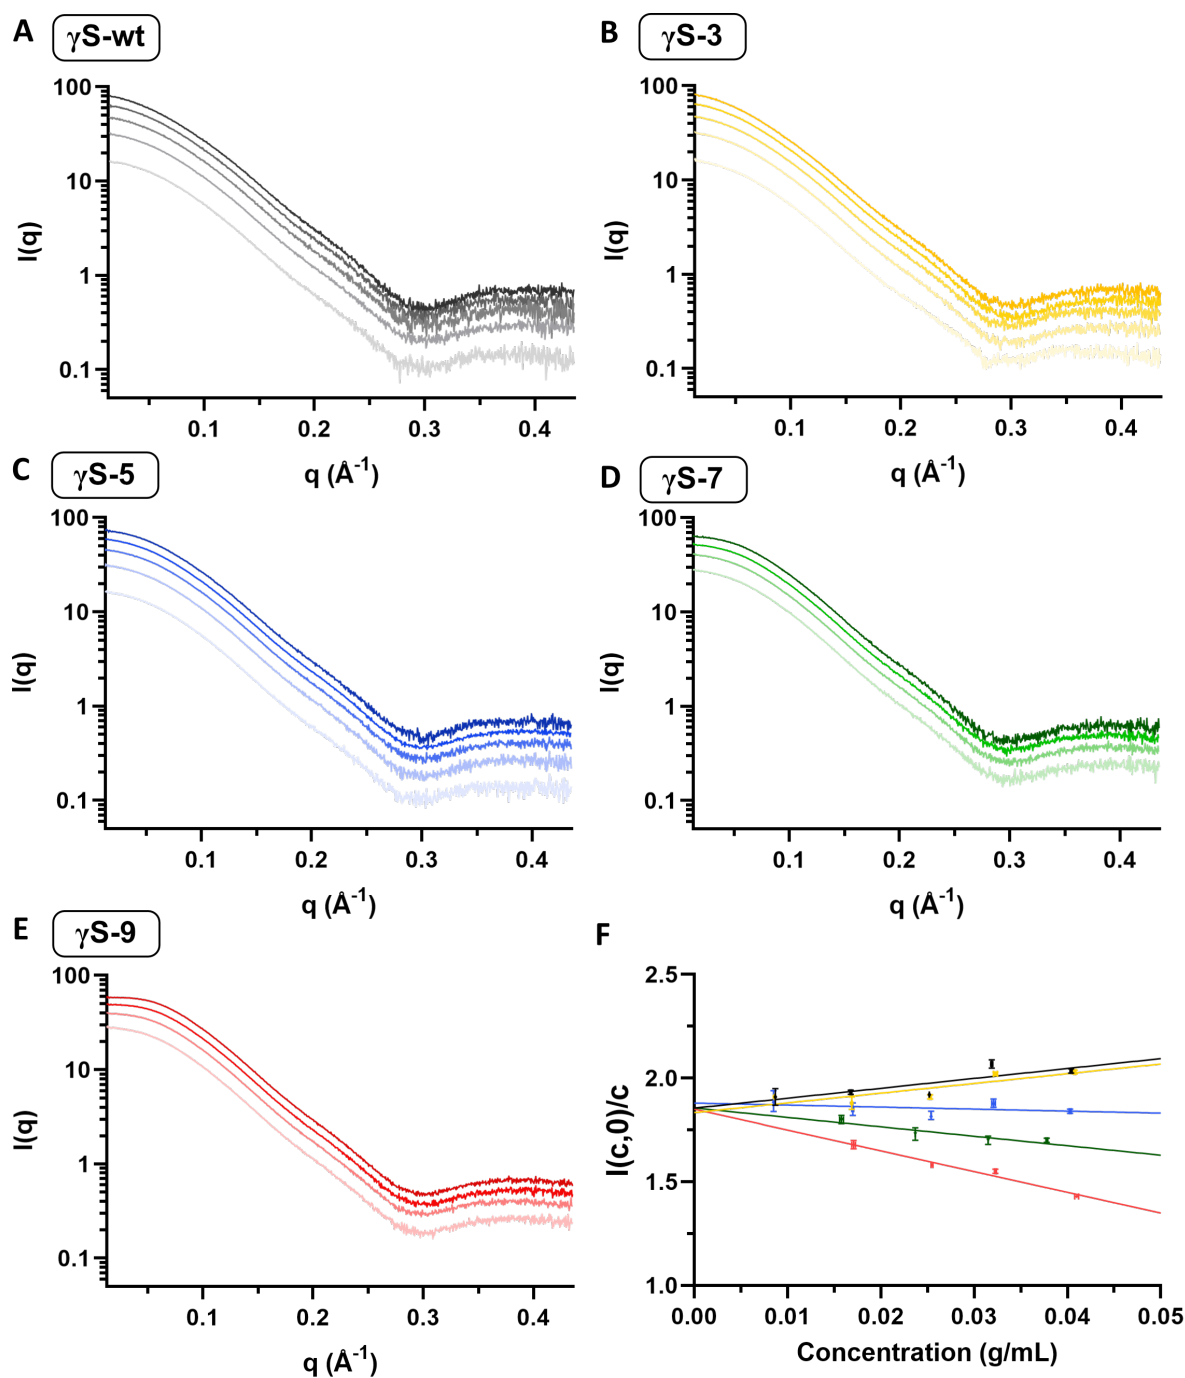 A γS-wt
100
10
1
0.1
I(q)
0.1 0.2 0.3 0.4
q (Å⁻¹)
B γS-3
100
10
1
0.1
I(q)
0.1 0.2 0.3 0.4
q (Å⁻¹)
C γS-5
100
10
1
0.1
I(q)
0.1 0.2 0.3 0.4
q (Å⁻¹)
D γS-7
100
10
1
0.1
I(q)
0.1 0.2 0.3 0.4
q (Å⁻¹)
E γS-9
100
10
1
0.1
I(q)
0.1 0.2 0.3 0.4
q (Å⁻¹)
F
2.5
2.0
1.5
1.0
I(c,0)/c
0.00 0.01 0.02 0.03 0.04 0.05
Concentration (g/mL)